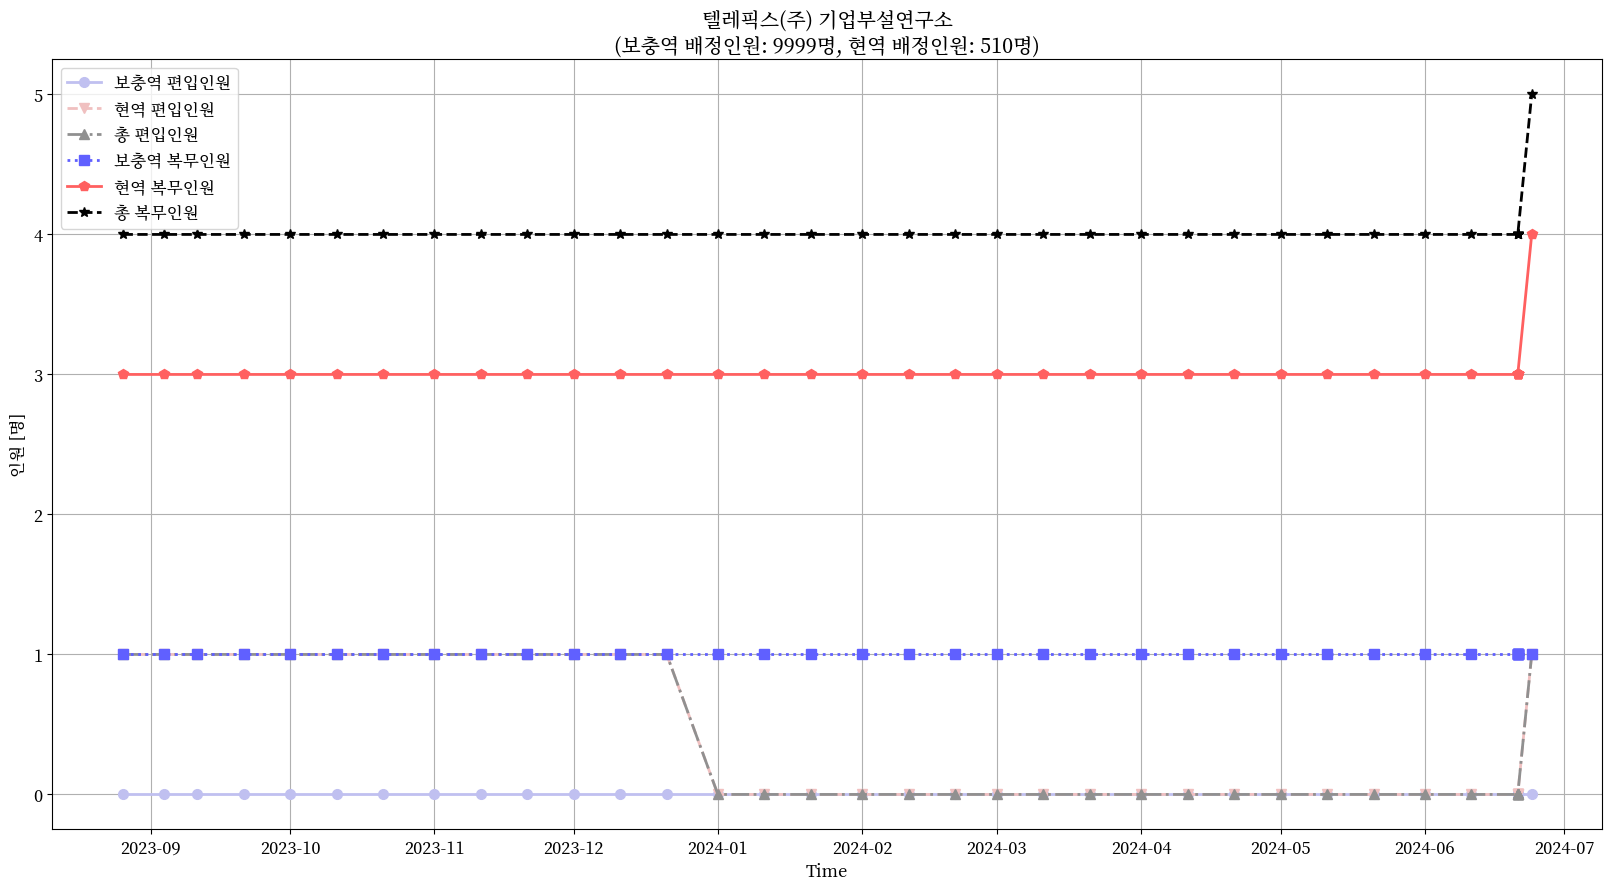 텔레픽스(주) 기업부설연구소
(보충역 배정인원: 9999명, 현역 배정인원: 510명)
보충역 편입인원
현역 편입인원
총 편입인원
보충역 복무인원
현역 복무인원
총 복무인원
5
4
3
2
1
0
인원 [명]
2023-09 2023-10 2023-11 2023-12 2024-01 2024-02 2024-03 2024-04 2024-05 2024-06 2024-07
Time